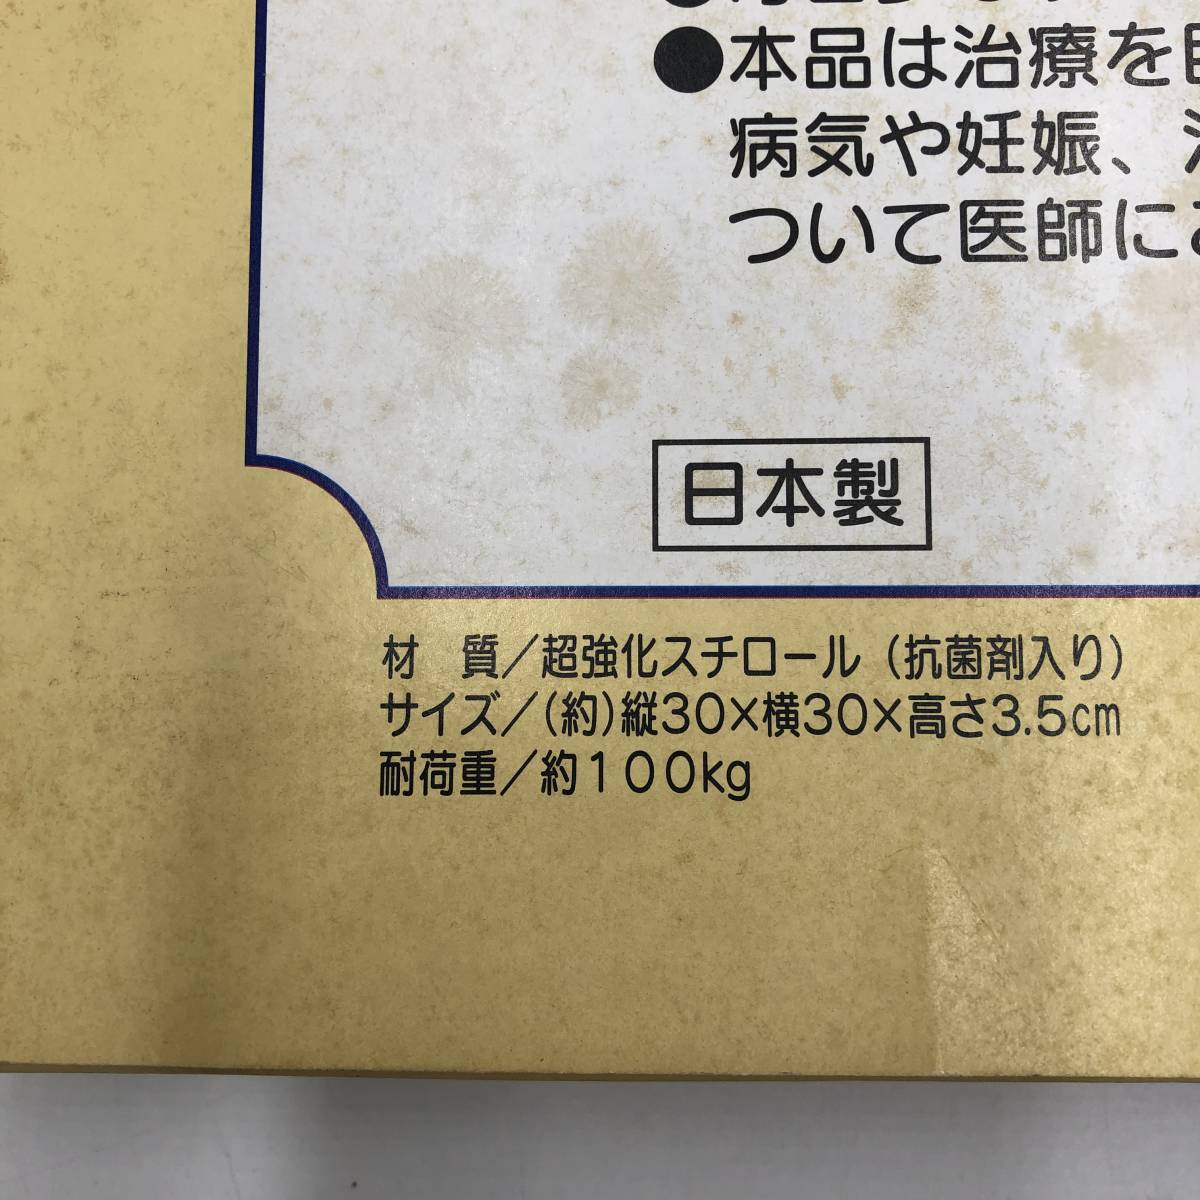 ●本品は治療を目
病気や妊娠、
ついて医師に
日本製
材　質／超強化スチロール（抗菌剤入り）
サイズ／(約)縦30×横30×高さ3.5cm
耐荷重／約１００kg